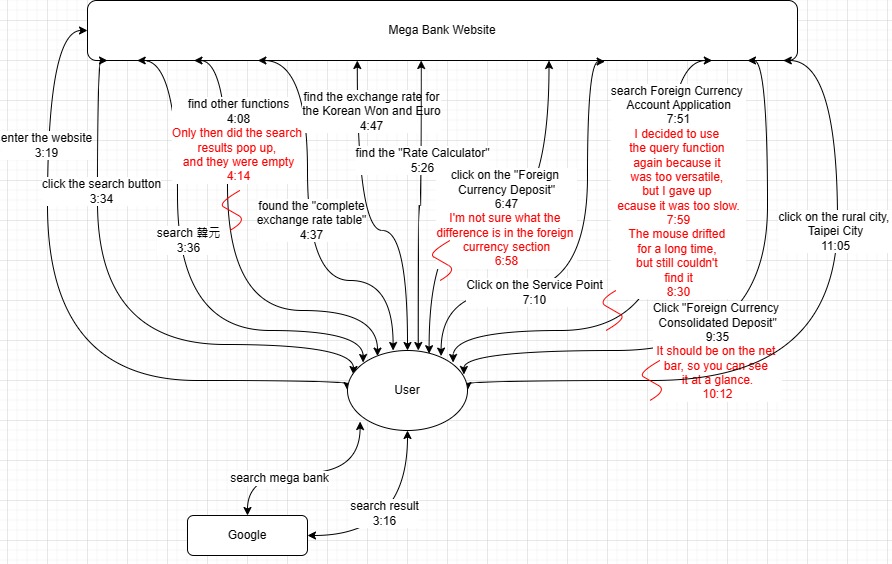 Mega Bank Website
enter the website
3:19
click the search button
3:34
search 韓元
3:36
find other functions
4:08
Only then did the search
results pop up,
and they were empty
4:14
found the "complete
exchange rate table"
4:37
find the exchange rate for
the Korean Won and Euro
4:47
find the "Rate Calculator"
5:26
click on the "Foreign
Currency Deposit"
6:47
I'm not sure what the
difference is in the foreign
currency section
6:58
Click on the Service Point
7:10
search Foreign Currency
Account Application
7:51
I decided to use
the query function
again because it
was too versatile,
but I gave up
ecause it was too slow.
7:59
The mouse drifted
for a long time,
but still couldn't
find it
8:30
Click "Foreign Currency
Consolidated Deposit"
9:35
It should be on the net
bar, so you can see
it at a glance.
10:12
click on the rural city,
Taipei City
11:05
User
search mega bank
search result
3:16
Google